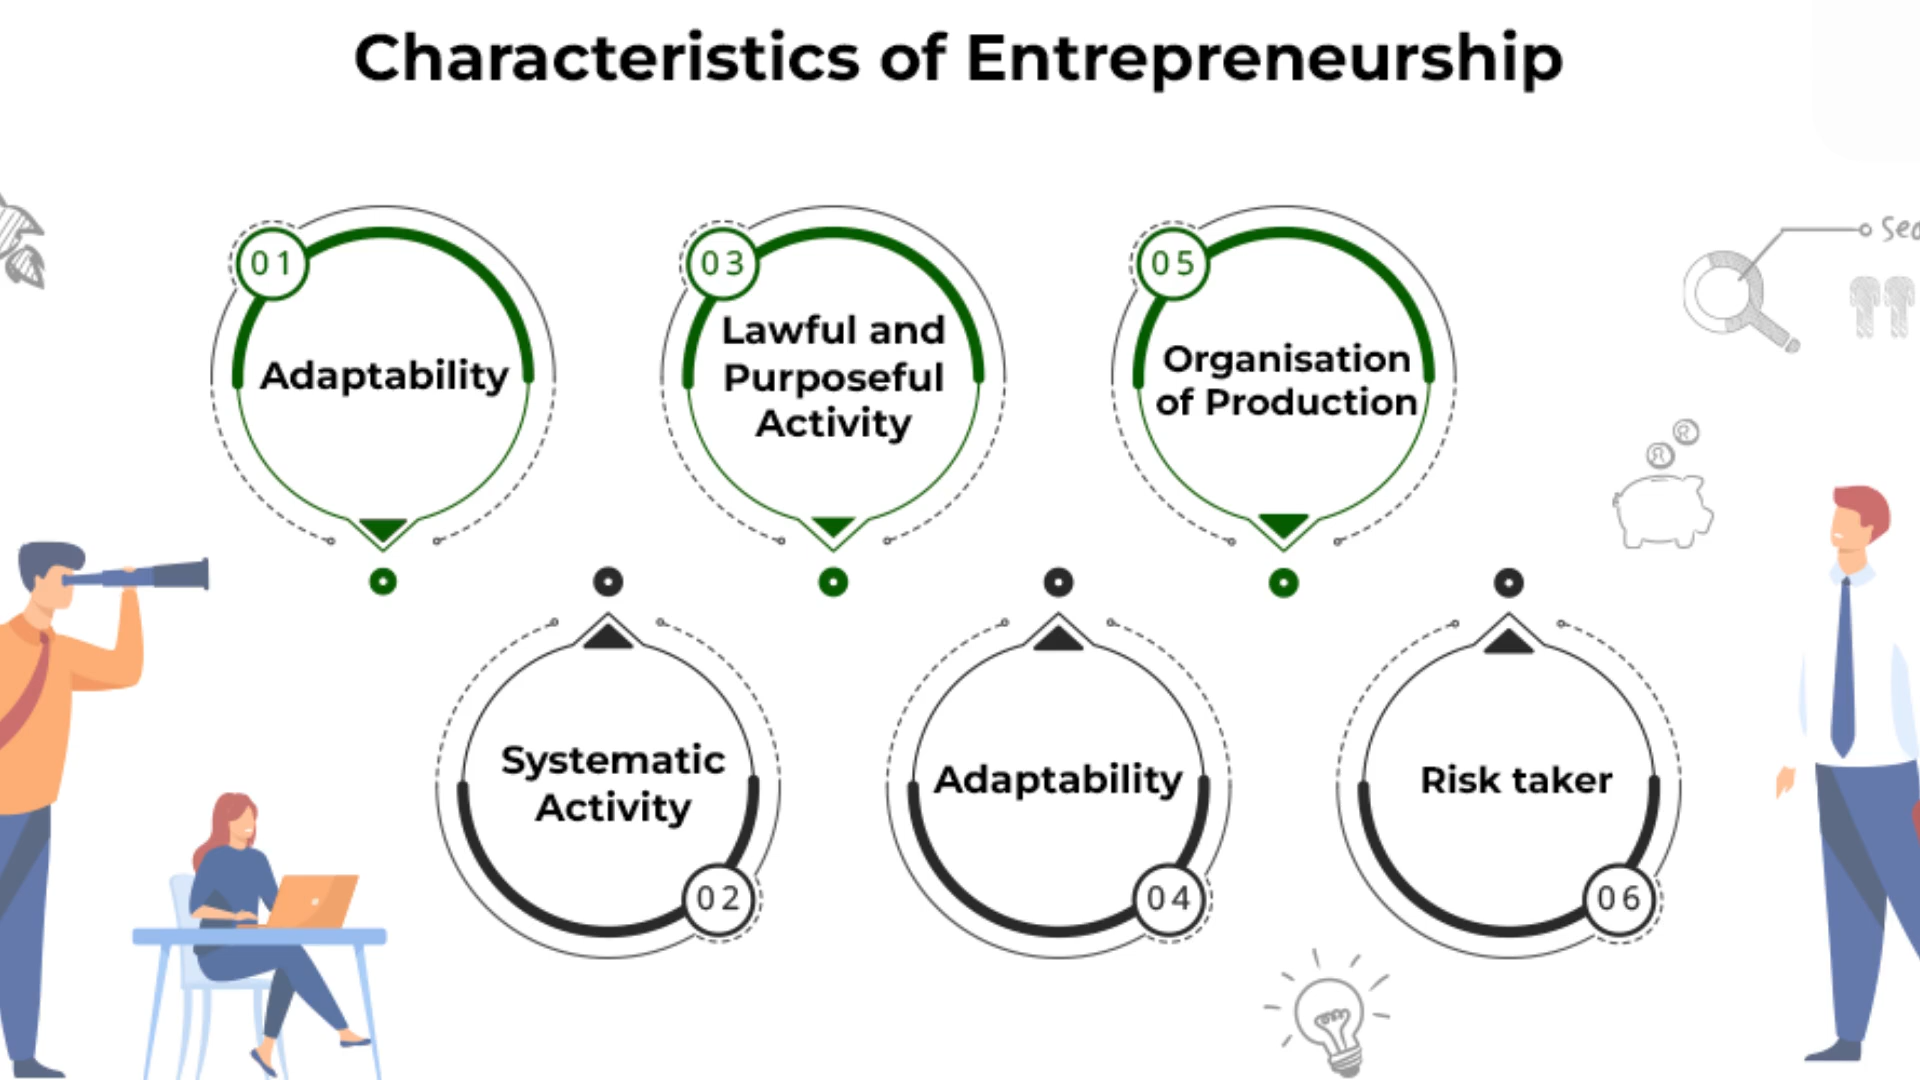 Characteristics of Entrepreneurship
01
Adaptability
02
Systematic
Activity
03
Lawful and
Purposeful
Activity
04
Adaptability
05
Organisation
of Production
06
Risk taker